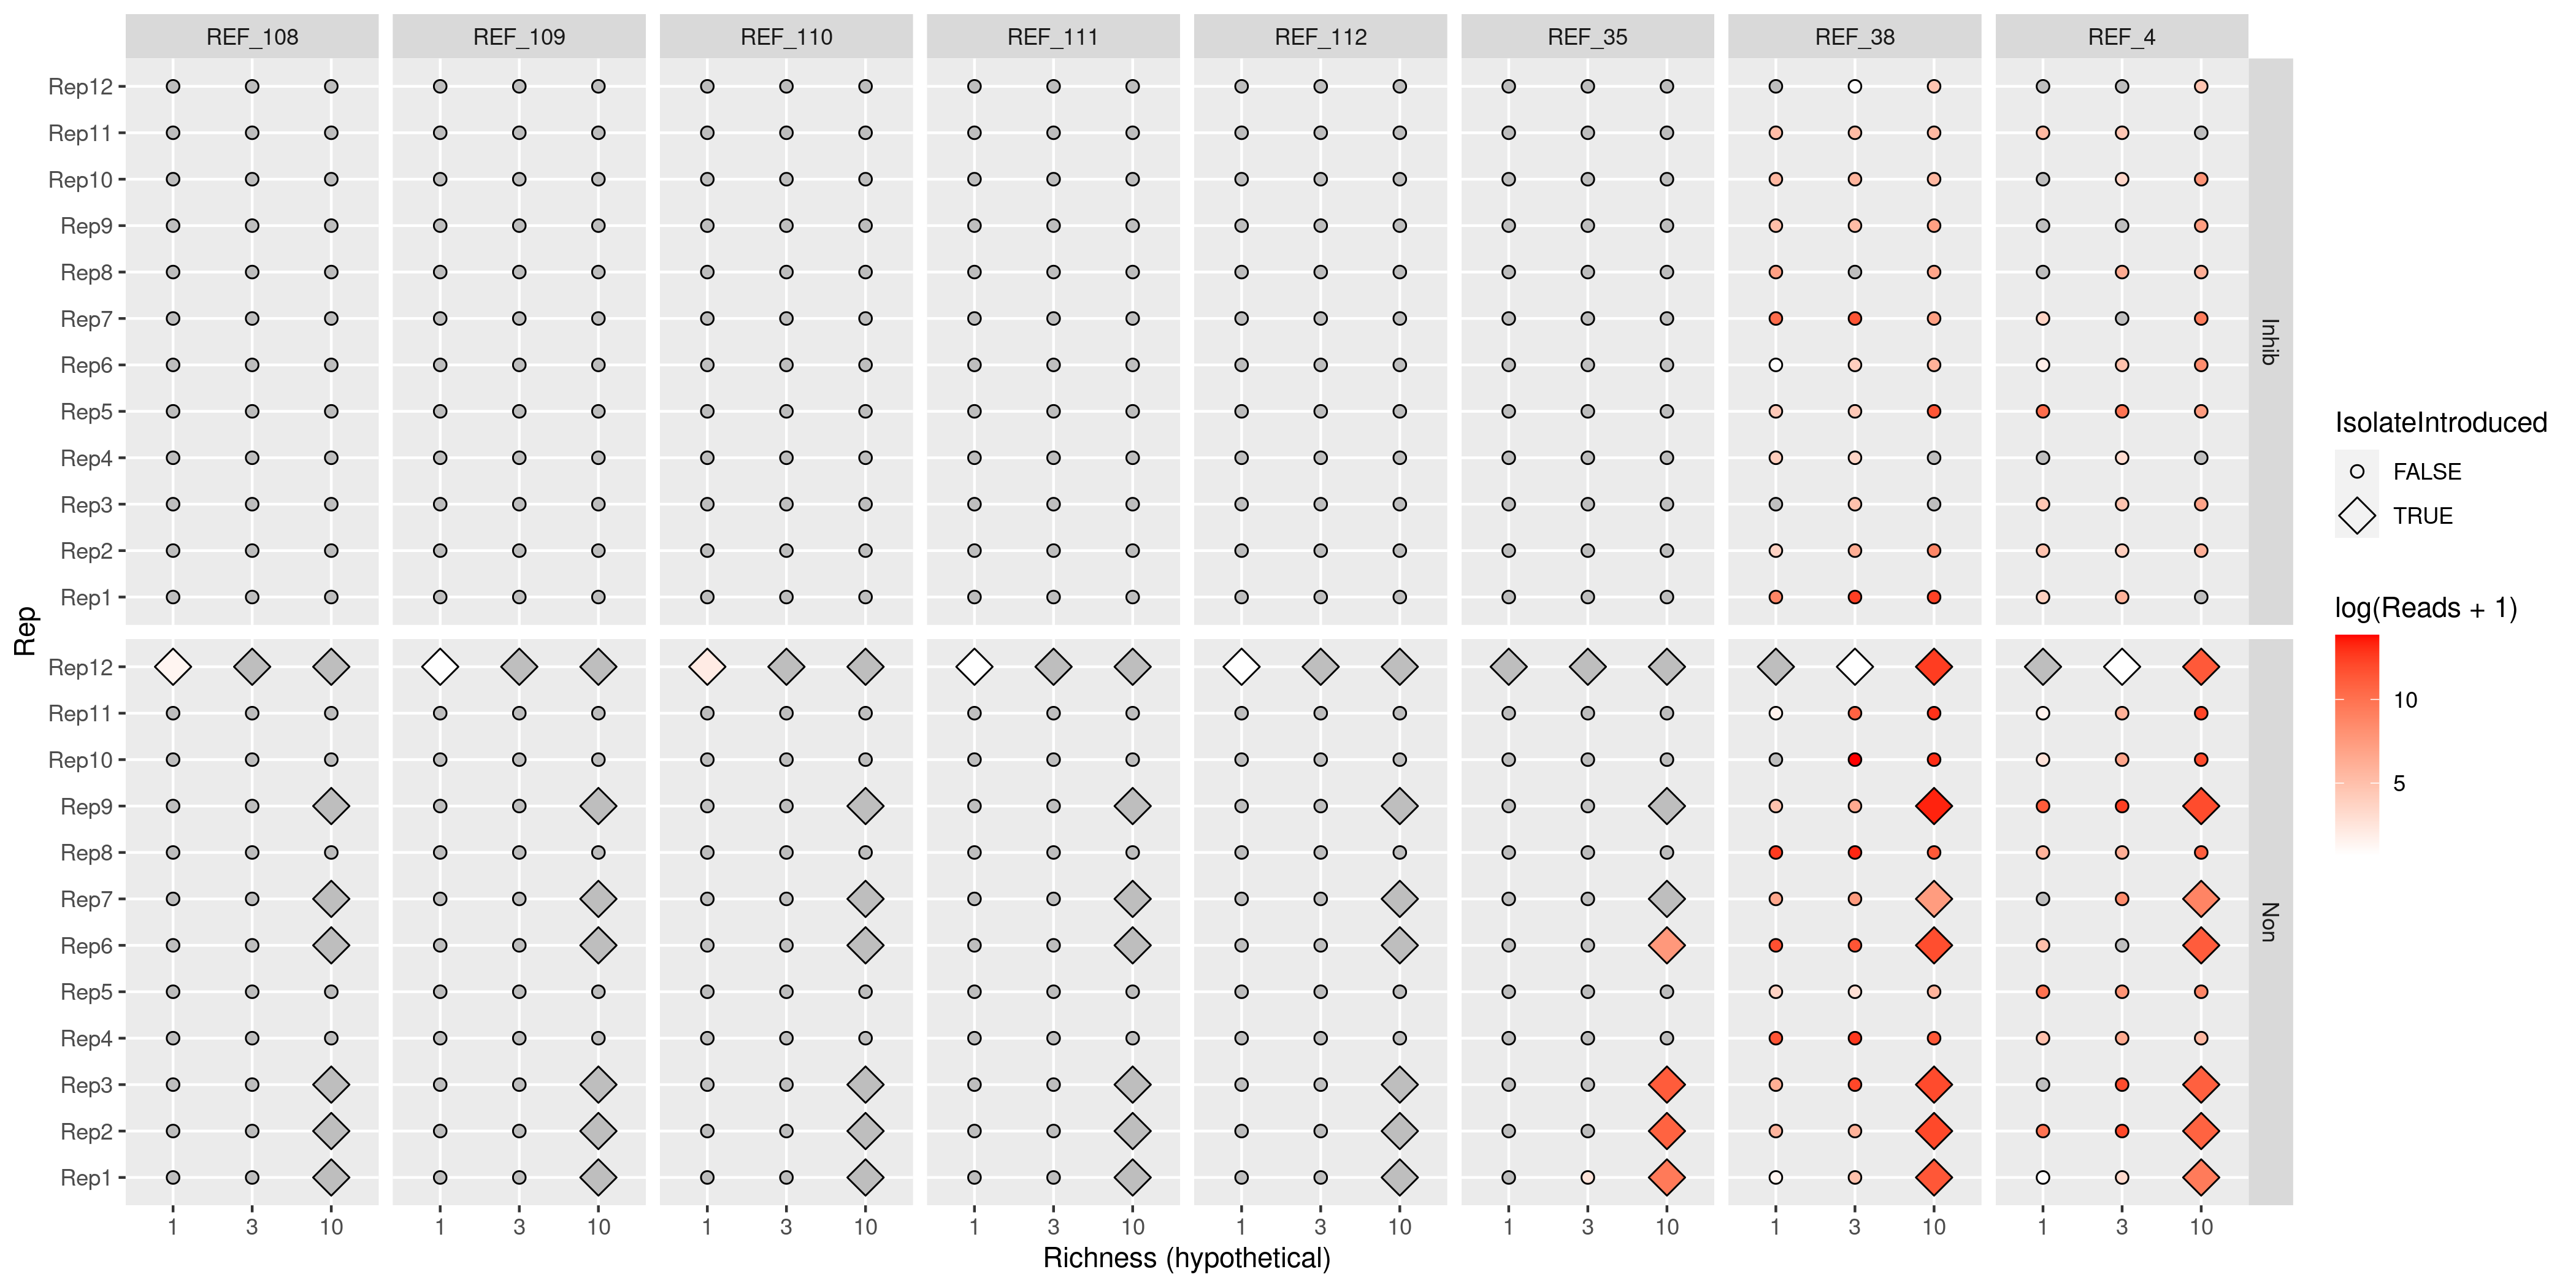 REF_108 REF_109 REF_110 REF_111 REF_112 REF_35 REF_38 REF_4
Rep12
Rep11
Rep10
Rep9
Rep8
Rep7
Rep6
Rep5
Rep4
Rep3
Rep2
Rep1
Inhib
Rep12
Rep11
Rep10
Rep9
Rep8
Rep7
Rep6
Rep5
Rep4
Rep3
Rep2
Rep1
Non
Rep
1 3 10 1 3 10 1 3 10 1 3 10 1 3 10 1 3 10 1 3 10 1 3 10
Richness (hypothetical)
IsolateIntroduced
FALSE
TRUE
log(Reads + 1)
10
5